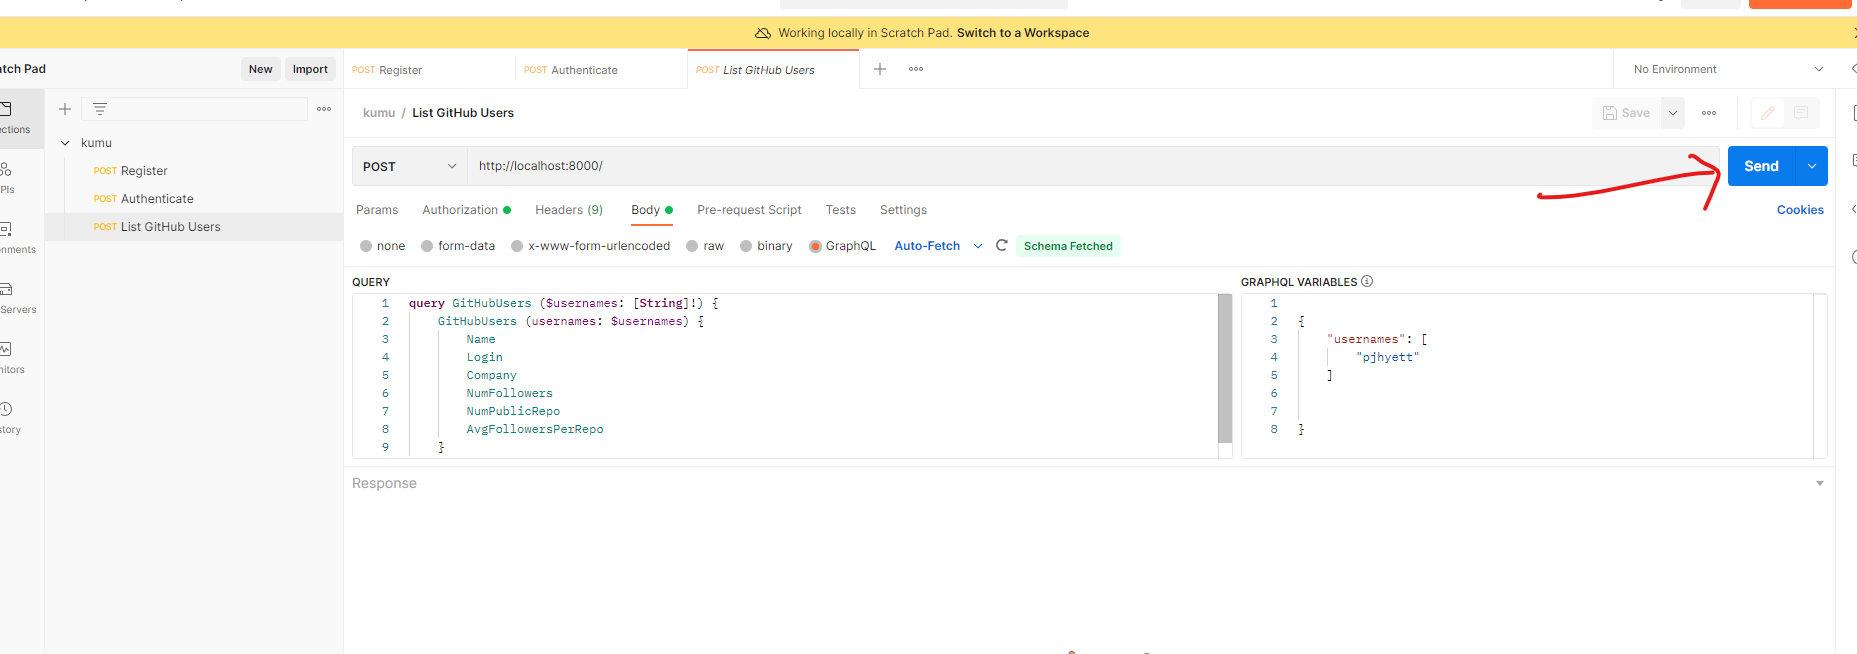 Working locally in Scratch Pad. Switch to a Workspace
tch Pad New Import
POST Register POST Authenticate POST List GitHub Users No Environment
kumu / List GitHub Users Save
ections
kumu
POST Register
POST Authenticate
POST List GitHub Users
PIs
onments
Servers
nitors
story
POST http://localhost:8000/ Send
Params Authorization Headers (9) Body Pre-request Script Tests Settings Cookies
none form-data x-www-form-urlencoded raw binary GraphQL Auto-Fetch Schema Fetched
QUERY
1 query GitHubUsers ($usernames: [String]!) {
2 GitHubUsers (usernames: $usernames) {
3 Name
4 Login
5 Company
6 NumFollowers
7 NumPublicRepo
8 AvgFollowersPerRepo
9 }
GRAPHQL VARIABLES
1
2 {
3 "usernames": [
4 "pjhyett"
5 ]
6
7
8 }
Response